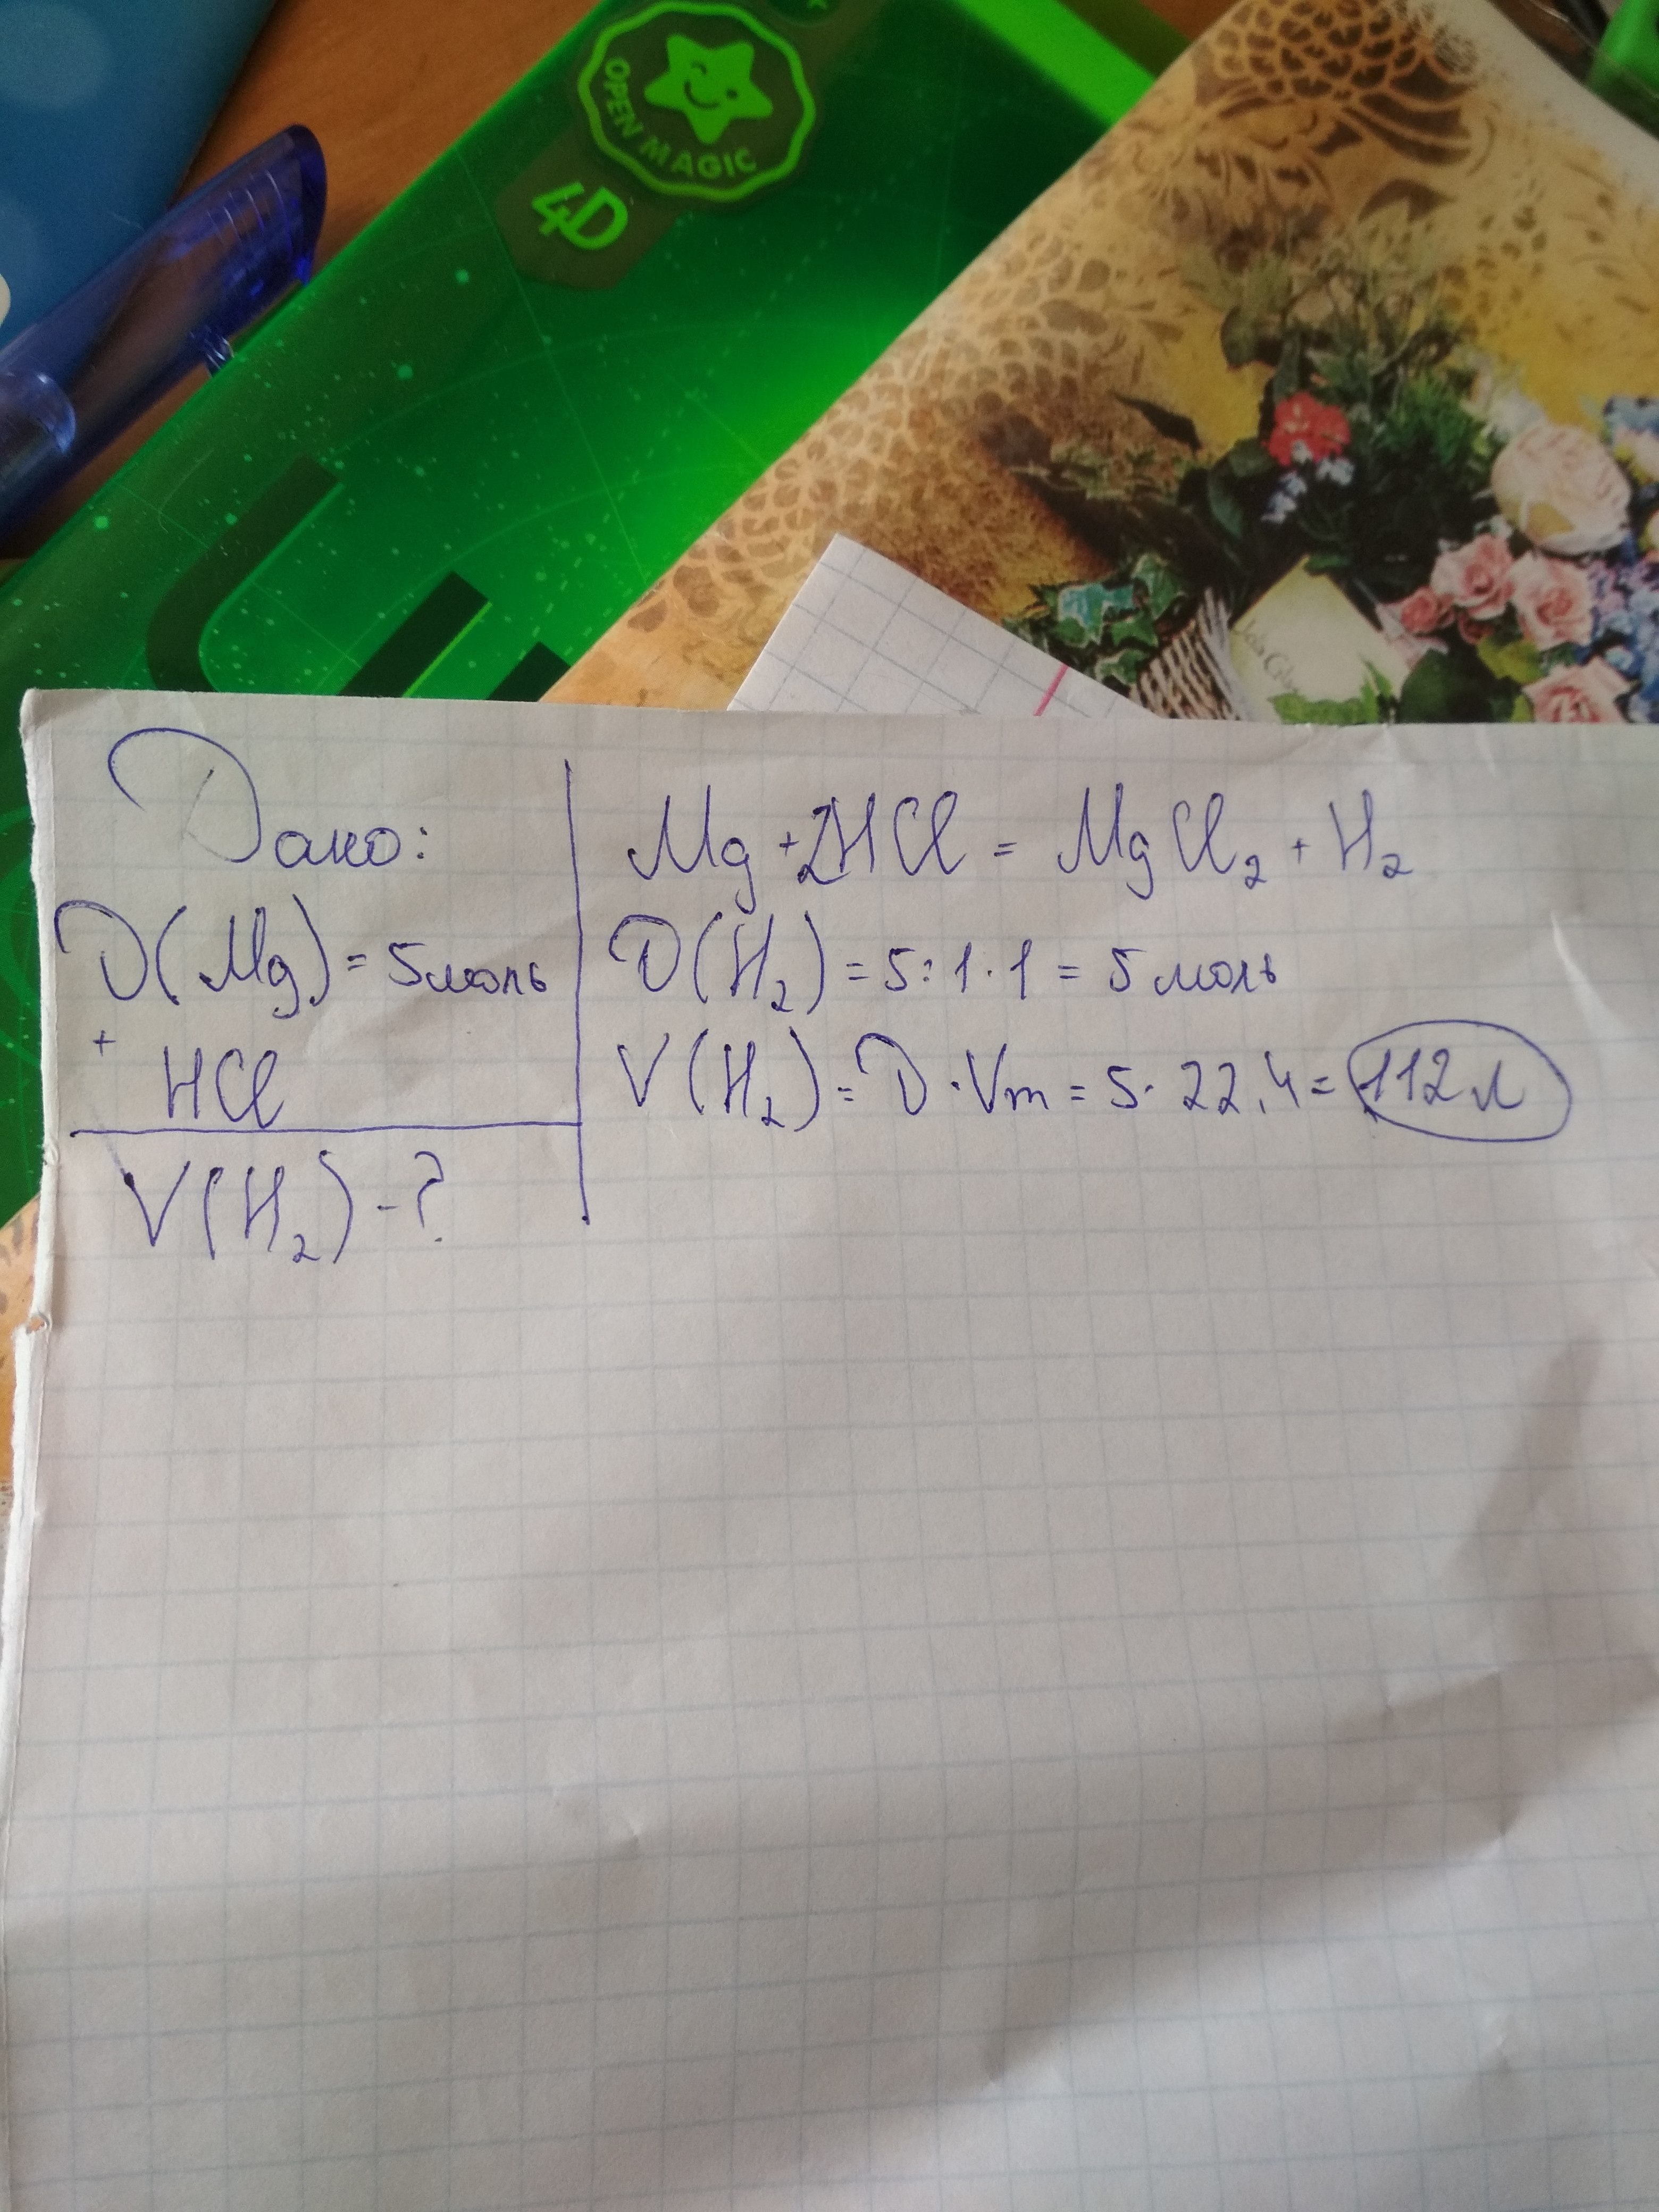 OPEN MAGIC
4D
Дано:
D(Mg) = 5моль
+
HCl
V(H₂) - ?
Mg + 2HCl = MgCl₂ + H₂
D(H₂) = 5:1·1 = 5 моль
V(H₂) = D · Vm = 5 · 22,4 = 112 л